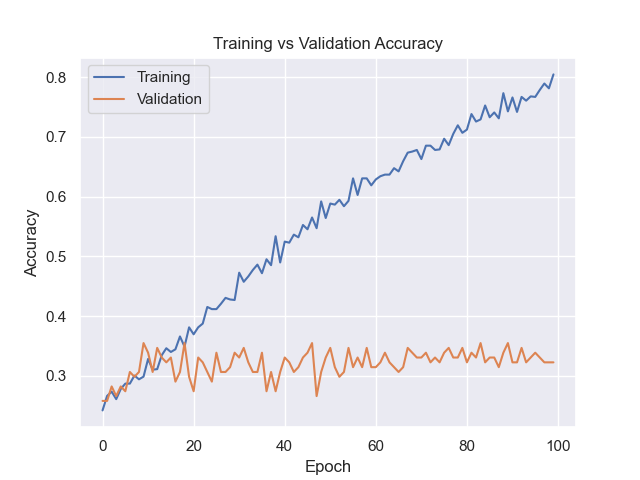 Training vs Validation Accuracy
Training
Validation
0.8
0.7
0.6
0.5
0.4
0.3
Accuracy
0 20 40 60 80 100
Epoch